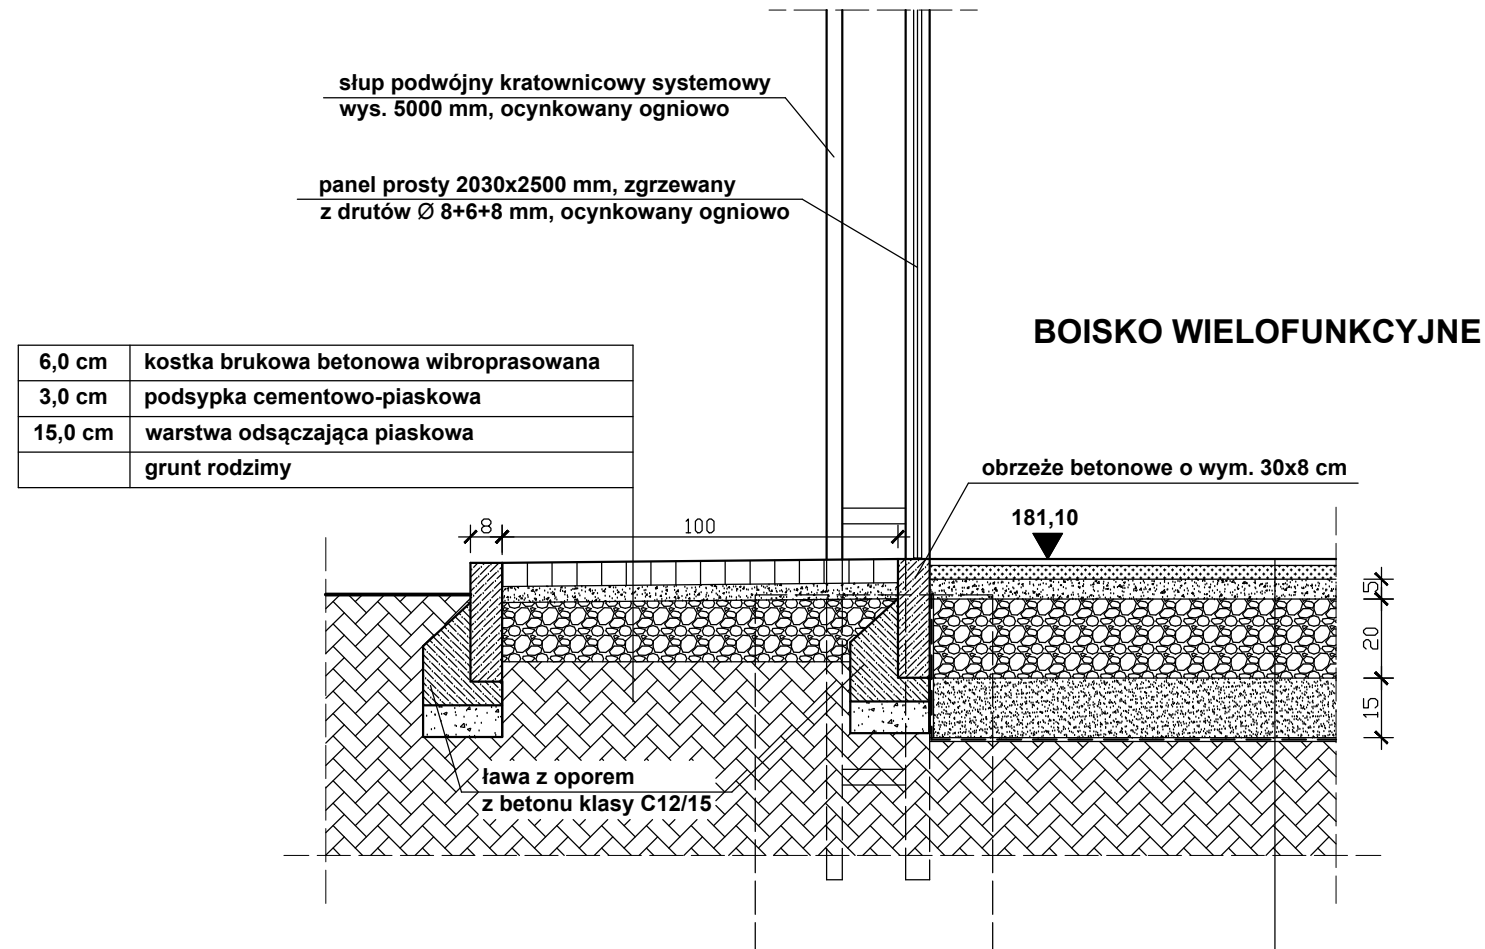 słup podwójny kratownicowy systemowy
wys. 5000 mm, ocynkowany ogniowo
panel prosty 2030x2500 mm, zgrzewany
z drutów Ø 8+6+8 mm, ocynkowany ogniowo
BOISKO WIELOFUNKCYJNE
6,0 cm kostka brukowa betonowa wibroprasowana
3,0 cm podsypka cementowo-piaskowa
15,0 cm warstwa odsączająca piaskowa
grunt rodzimy
obrzeże betonowe o wym. 30x8 cm
181,10
8
100
5
20
15
ława z oporem
z betonu klasy C12/15